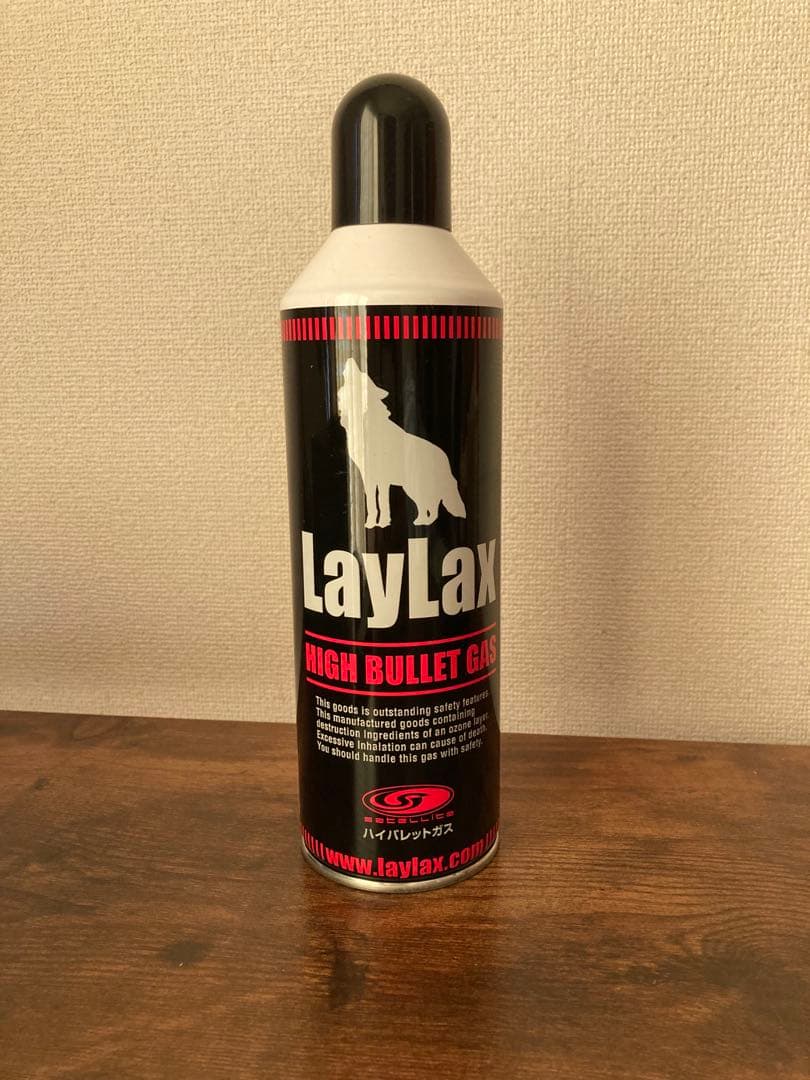 LayLax
HIGH BULLET GAS
This goods is outstanding safety features.
This manufactured goods containing
destruction ingredients of an ozone layer.
Excessive inhalation can cause of death.
You should handle this gas with safety.
satellite
ハイバレットガス
www.laylax.com